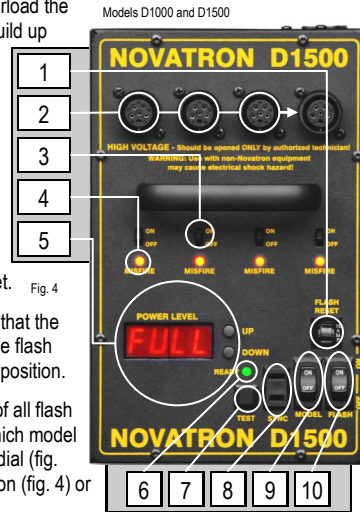 rload the
uild up
Models D1000 and D1500
1
2
3
4
5
NOVATRON D1500
HIGH VOLTAGE - Should be opened ONLY by authorized technician!
WARNING: Use with non-Novatron equipment
may cause electrical shock hazard!
ON ON ON ON
OFF OFF OFF OFF
MISFIRE MISFIRE MISFIRE MISFIRE
et. Fig. 4
that the
e flash
position.
of all flash
hich model
dial (fig.
on (fig. 4) or
POWER LEVEL
FULL
UP
DOWN
READY
FLASH
RESET
ON
OFF
ON
OFF
ON
OFF
TEST SYNC MODEL FLASH
NOVATRON D1500
6 7 8 9 10